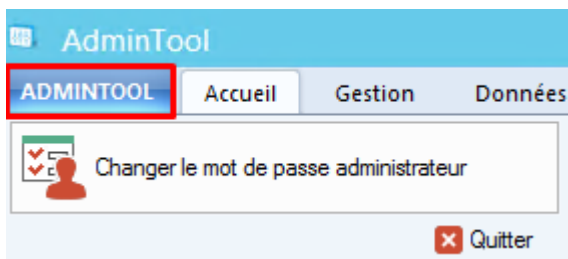 AdminTool
ADMINTOOL Accueil Gestion Données
Changer le mot de passe administrateur
Quitter